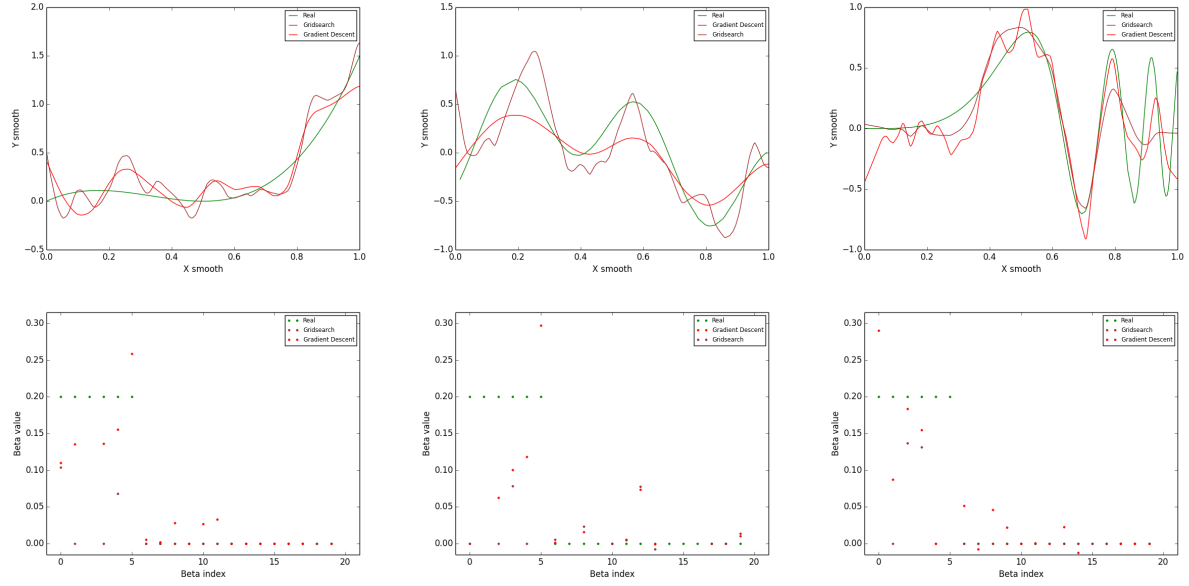 2.0
1.5
1.0
0.5
0.0
−0.5
Y smooth
0.0 0.2 0.4 0.6 0.8 1.0
X smooth
Real
Gridsearch
Gradient Descent
1.5
1.0
0.5
0.0
−0.5
−1.0
Y smooth
0.0 0.2 0.4 0.6 0.8 1.0
X smooth
Real
Gradient Descent
Gridsearch
1.0
0.5
0.0
−0.5
−1.0
Y smooth
0.0 0.2 0.4 0.6 0.8 1.0
X smooth
Real
Gridsearch
Gradient Descent
0.30
0.25
0.20
0.15
0.10
0.05
0.00
Beta value
0 5 10 15 20
Beta index
Real
Gridsearch
Gradient Descent
0.30
0.25
0.20
0.15
0.10
0.05
0.00
Beta value
0 5 10 15 20
Beta index
Real
Gradient Descent
Gridsearch
0.30
0.25
0.20
0.15
0.10
0.05
0.00
Beta value
0 5 10 15 20
Beta index
Real
Gridsearch
Gradient Descent